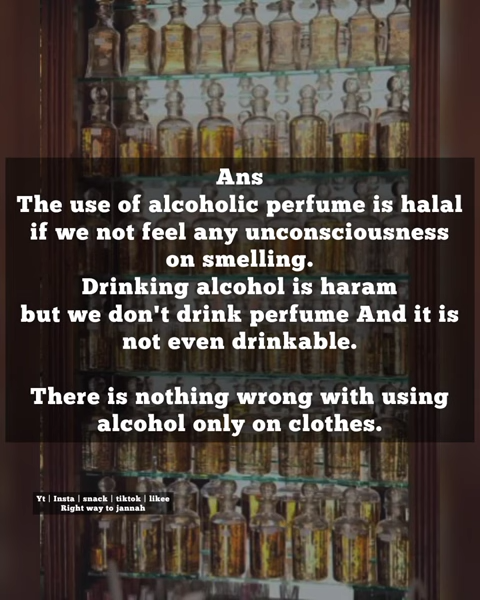 Ans
The use of alcoholic perfume is halal
if we not feel any unconsciousness
on smelling.
Drinking alcohol is haram
but we don't drink perfume And it is
not even drinkable.
There is nothing wrong with using
alcohol only on clothes.
Yt | Insta | snack | tiktok | likee
Right way to jannah